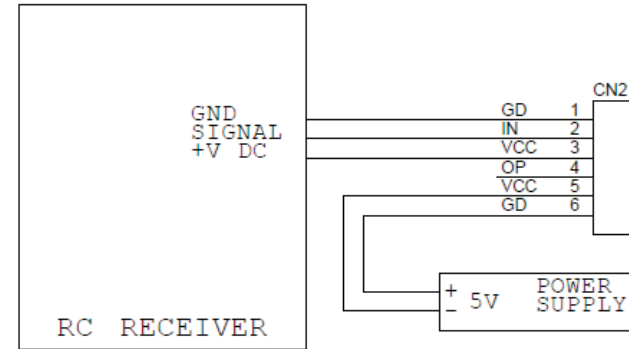 CN2
GND
SIGNAL
+V DC
GD 1
IN 2
VCC 3
OP 4
VCC 5
GD 6
+
-
5V
POWER
SUPPLY
RC RECEIVER